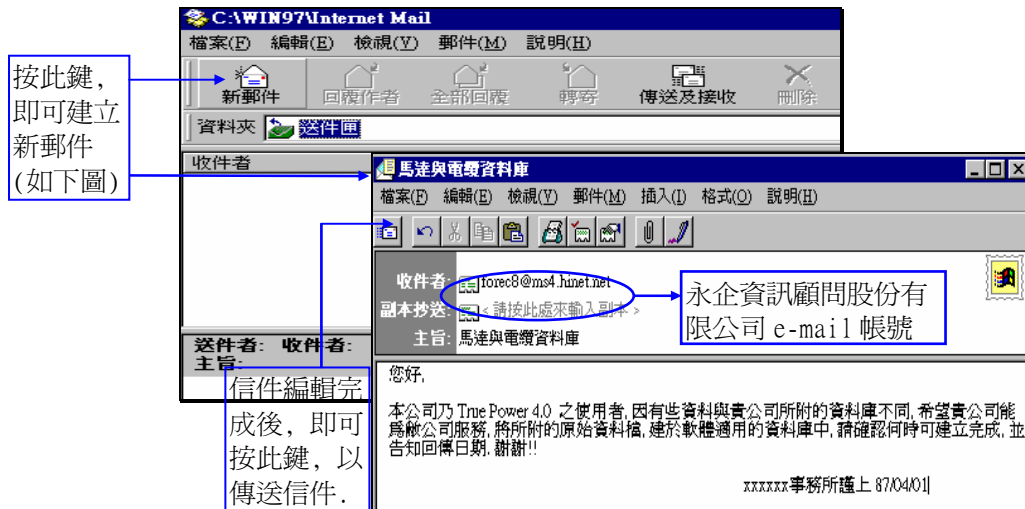 C:\WIN97\Internet Mail
檔案(F) 編輯(E) 檢視(V) 郵件(M) 說明(H)
新郵件 回覆作者 全部回覆 轉寄 傳送及接收 刪除
資料夾 送件匣
收件者
按此鍵,
即可建立
新郵件
(如下圖)
馬達與電纜資料庫
檔案(F) 編輯(E) 檢視(V) 郵件(M) 插入(I) 格式(O) 說明(H)
收件者: forec8@ms4.hinet.net
副本抄送: <請按此處來輸入副本>
主旨: 馬達與電纜資料庫
永企資訊顧問股份有
限公司 e-mail 帳號
送件者: 收件者:
主旨:
信件編輯完
成後, 即可
按此鍵, 以
傳送信件.
您好,
本公司乃 True Power 4.0 之使用者, 因有些資料與貴公司所附的資料庫不同, 希望貴公司能
為敝公司服務, 將所附的原始資料檔, 建於軟體適用的資料庫中, 請確認何時可建立完成, 並
告知回傳日期. 謝謝!!
xxxxxx事務所謹上 87/04/01